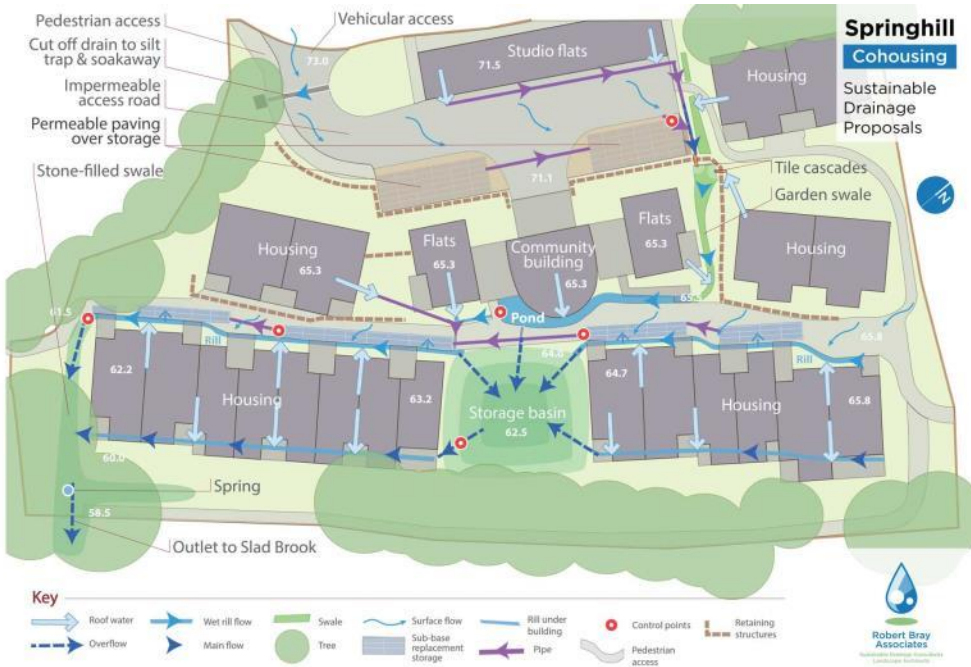 Springhill
Cohousing
Sustainable
Drainage
Proposals
Pedestrian access
Vehicular access
Cut off drain to silt
trap & soakaway
Impermeable
access road
Permeable paving
over storage
Stone-filled swale
72.0
Studio flats
71.5
Housing
71.1
Tile cascades
Garden swale
N
Housing
65.3
Flats
65.3
Community
building
65.3
Flats
65.3
Housing
61.5
Pond
65.8
Rill
64.0
Rill
62.2
Housing
63.2
Storage basin
62.5
64.7
Housing
65.8
60.0
Spring
58.5
Outlet to Slad Brook
Key
Roof water
Wet rill flow
Swale
Surface flow
Rill under
building
Control points
Retaining
structures
Overflow
Main flow
Tree
Sub-base
replacement
storage
Pipe
Pedestrian
access
Robert Bray
Associates
Sustainable Drainage Consultants
Landscape Architects